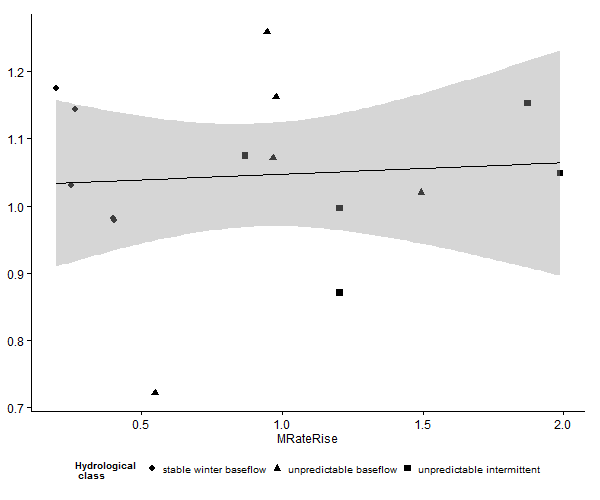 1.2
1.1
1.0
0.9
0.8
0.7
0.5 1.0 1.5 2.0
MRateRise
Hydrological
class
stable winter baseflow unpredictable baseflow unpredictable intermittent